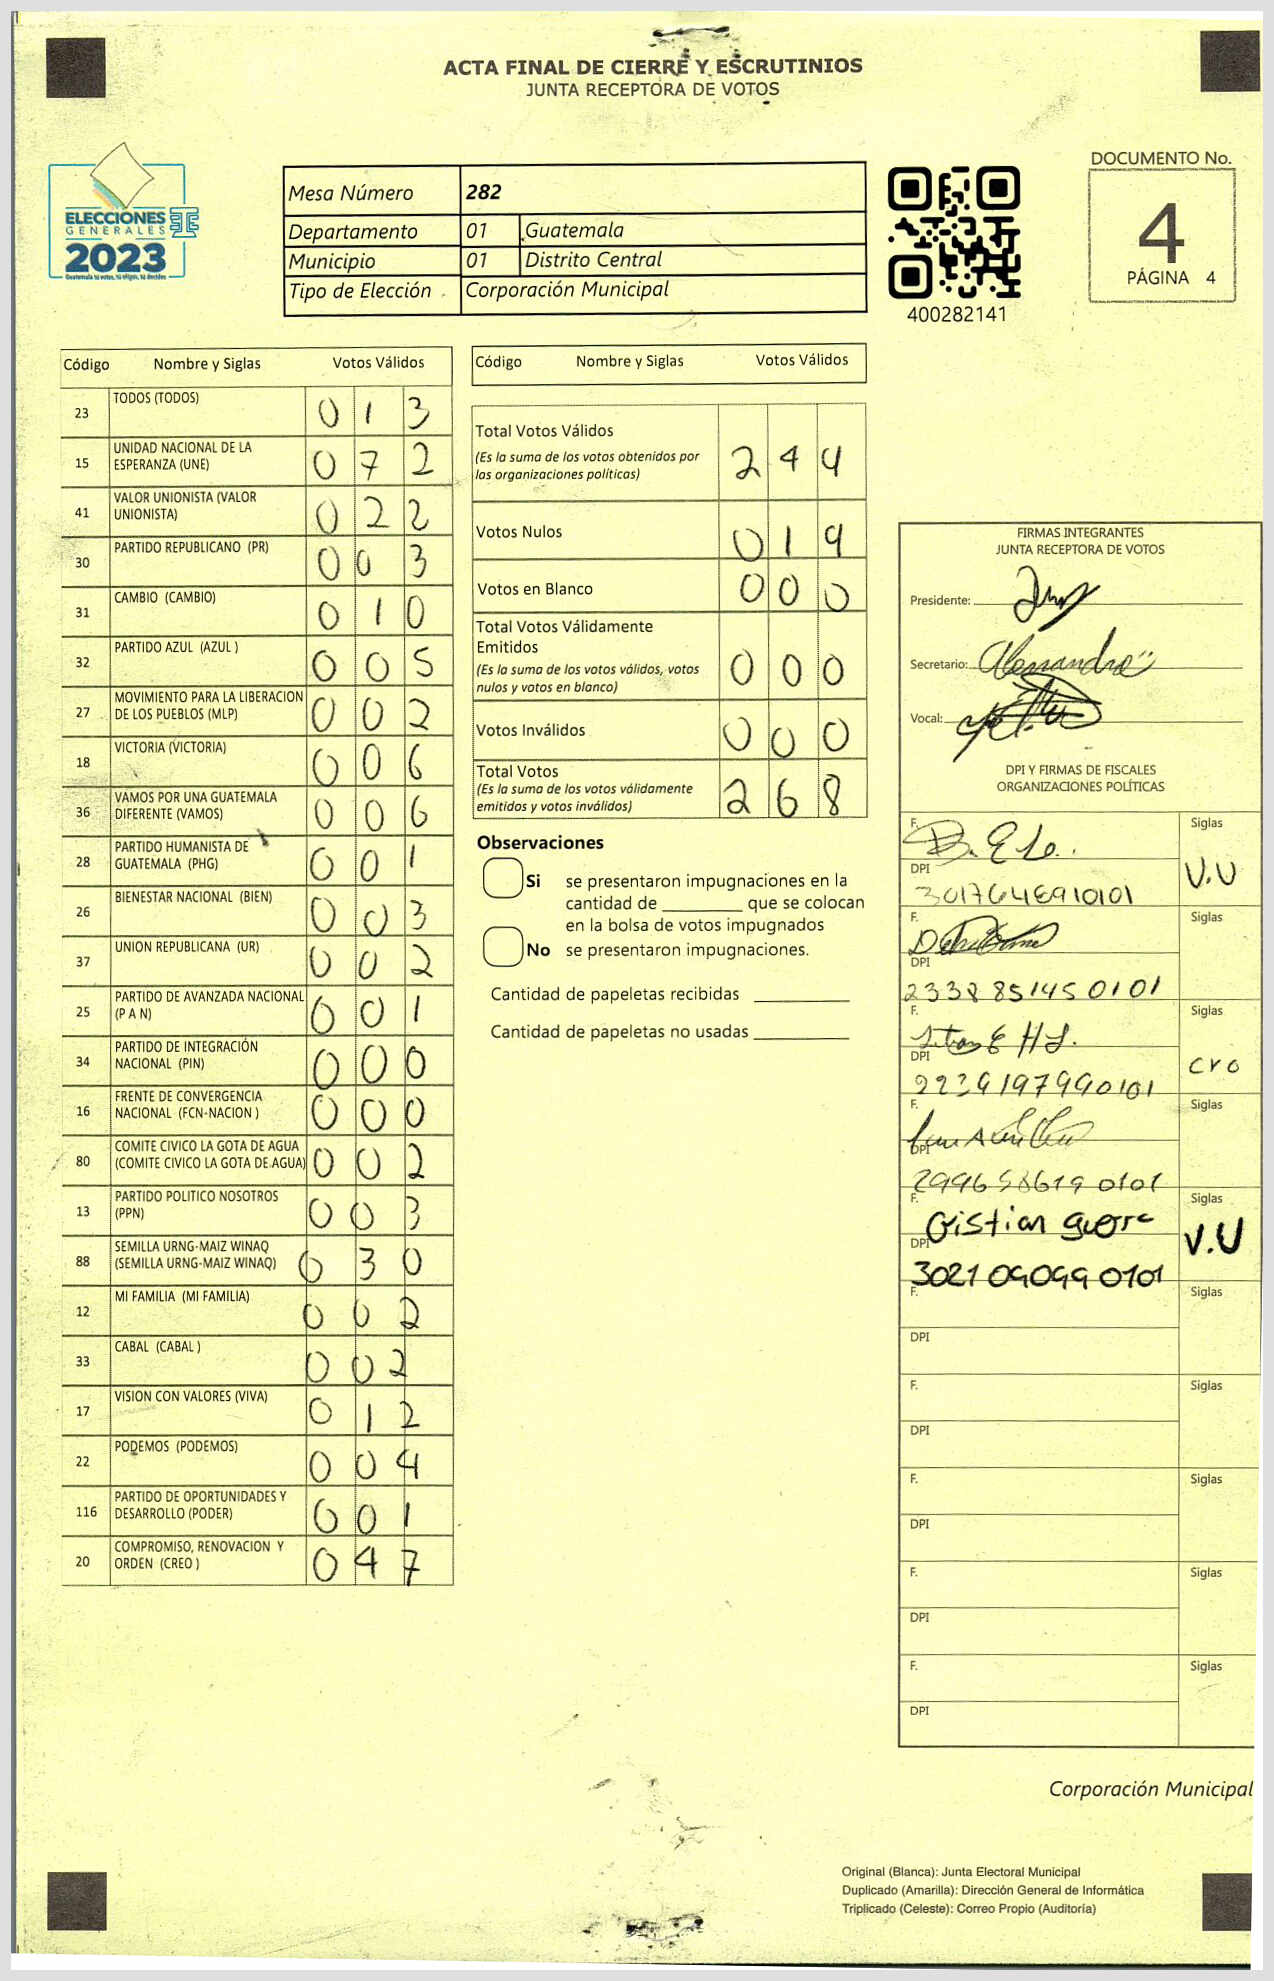 ACTA FINAL DE CIERRE Y ESCRUTINIOS
JUNTA RECEPTORA DE VOTOS
ELECCIONES
GENERALES
2023
Guatemala tú votes, tú eliges, tú decides
Mesa Número 282
Departamento 01 Guatemala
Municipio 01 Distrito Central
Tipo de Elección Corporación Municipal
400282141
DOCUMENTO No.
4
PÁGINA 4
Código Nombre y Siglas Votos Válidos
23 TODOS (TODOS) 0 1 3
15 UNIDAD NACIONAL DE LA
ESPERANZA (UNE) 0 7 2
41 VALOR UNIONISTA (VALOR
UNIONISTA) 0 2 2
30 PARTIDO REPUBLICANO (PR) 0 0 3
31 CAMBIO (CAMBIO) 0 1 0
32 PARTIDO AZUL (AZUL ) 0 0 5
27 MOVIMIENTO PARA LA LIBERACION
DE LOS PUEBLOS (MLP) 0 0 2
18 VICTORIA (VICTORIA) 0 0 6
36 VAMOS POR UNA GUATEMALA
DIFERENTE (VAMOS) 0 0 6
28 PARTIDO HUMANISTA DE
GUATEMALA (PHG) 0 0 1
26 BIENESTAR NACIONAL (BIEN) 0 0 3
37 UNION REPUBLICANA (UR) 0 0 2
25 PARTIDO DE AVANZADA NACIONAL
(P A N) 0 0 1
34 PARTIDO DE INTEGRACIÓN
NACIONAL (PIN) 0 0 0
16 FRENTE DE CONVERGENCIA
NACIONAL (FCN-NACION ) 0 0 0
80 COMITE CIVICO LA GOTA DE AGUA
(COMITE CIVICO LA GOTA DE AGUA) 0 0 2
13 PARTIDO POLITICO NOSOTROS
(PPN) 0 0 3
88 SEMILLA URNG-MAIZ WINAQ
(SEMILLA URNG-MAIZ WINAQ) 0 3 0
12 MI FAMILIA (MI FAMILIA) 0 0 2
33 CABAL (CABAL ) 0 0 2
17 VISION CON VALORES (VIVA) 0 1 2
22 PODEMOS (PODEMOS) 0 0 4
116 PARTIDO DE OPORTUNIDADES Y
DESARROLLO (PODER) 0 0 1
20 COMPROMISO, RENOVACION Y
ORDEN (CREO ) 0 4 7
Código Nombre y Siglas Votos Válidos
Total Votos Válidos
(Es la suma de los votos obtenidos por
las organizaciones políticas) 2 4 4
Votos Nulos 0 1 9
Votos en Blanco 0 0 0
Total Votos Válidamente
Emitidos
(Es la suma de los votos válidos, votos
nulos y votos en blanco) 0 0 0
Votos Inválidos 0 0 0
Total Votos
(Es la suma de los votos válidamente
emitidos y votos inválidos) 2 6 8
Observaciones
Si se presentaron impugnaciones en la
cantidad de ________ que se colocan
en la bolsa de votos impugnados
No se presentaron impugnaciones.
Cantidad de papeletas recibidas
Cantidad de papeletas no usadas
FIRMAS INTEGRANTES
JUNTA RECEPTORA DE VOTOS
Presidente:
Secretario: Alessandra
Vocal:
DPI Y FIRMAS DE FISCALES
ORGANIZACIONES POLÍTICAS
F. Siglas
DPI V.U
F. Siglas
DPI
2338 85145 0101
F. Siglas
DPI cro
2239197990101
F. Siglas
DPI
F. Cristian guerra Siglas
DPI V.U
3021 09099 0101
F. Siglas
DPI
F. Siglas
DPI
F. Siglas
DPI
F. Siglas
DPI
F. Siglas
DPI
Corporación Municipal
Original (Blanca): Junta Electoral Municipal
Duplicado (Amarilla): Dirección General de Informática
Triplicado (Celeste): Correo Propio (Auditoría)